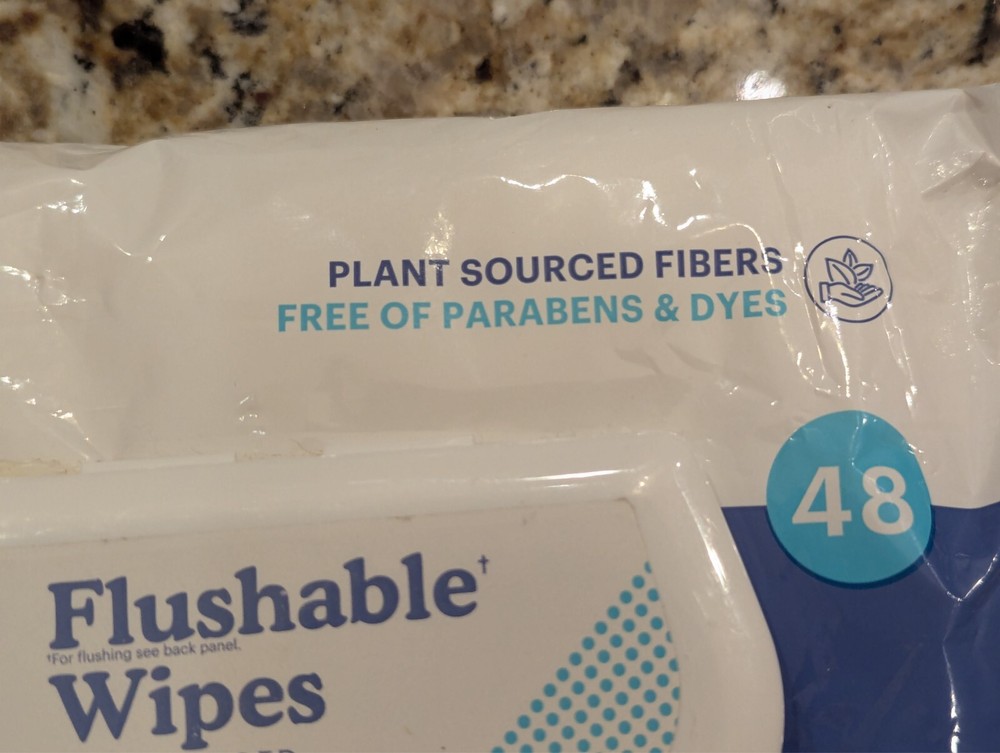 PLANT SOURCED FIBERS
FREE OF PARABENS & DYES
48
Flushable†
†For flushing see back panel.
Wipes